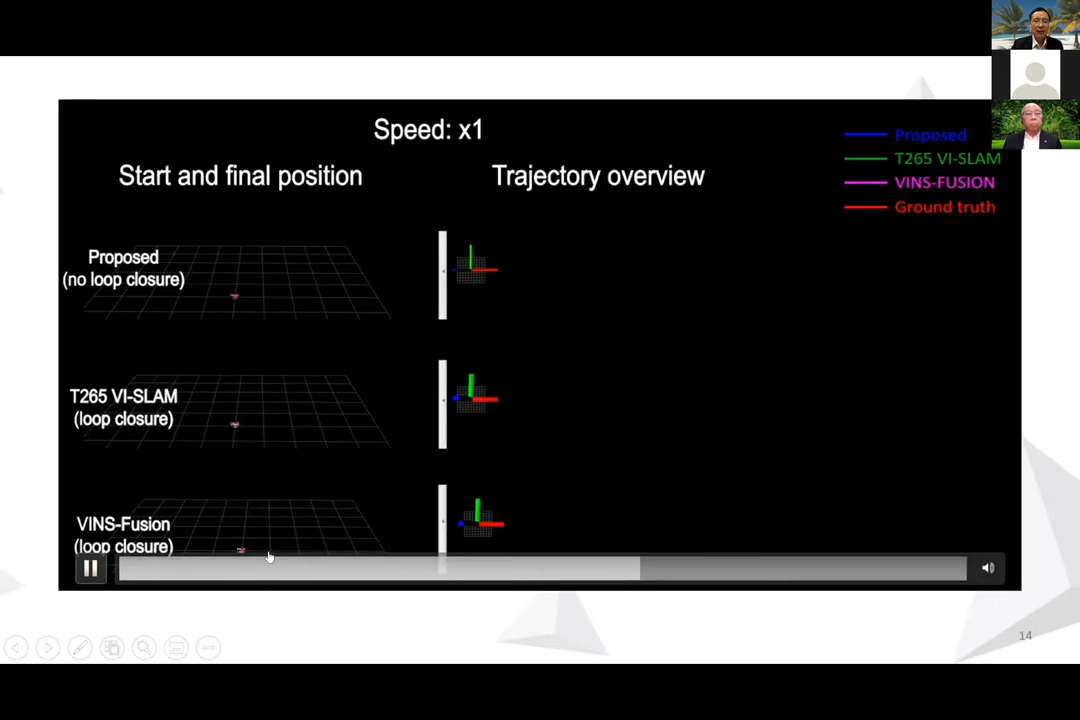 Speed: x1
Start and final position
Trajectory overview
Proposed
T265 VI-SLAM
VINS-FUSION
Ground truth
Proposed
(no loop closure)
T265 VI-SLAM
(loop closure)
VINS-Fusion
(loop closure)
14